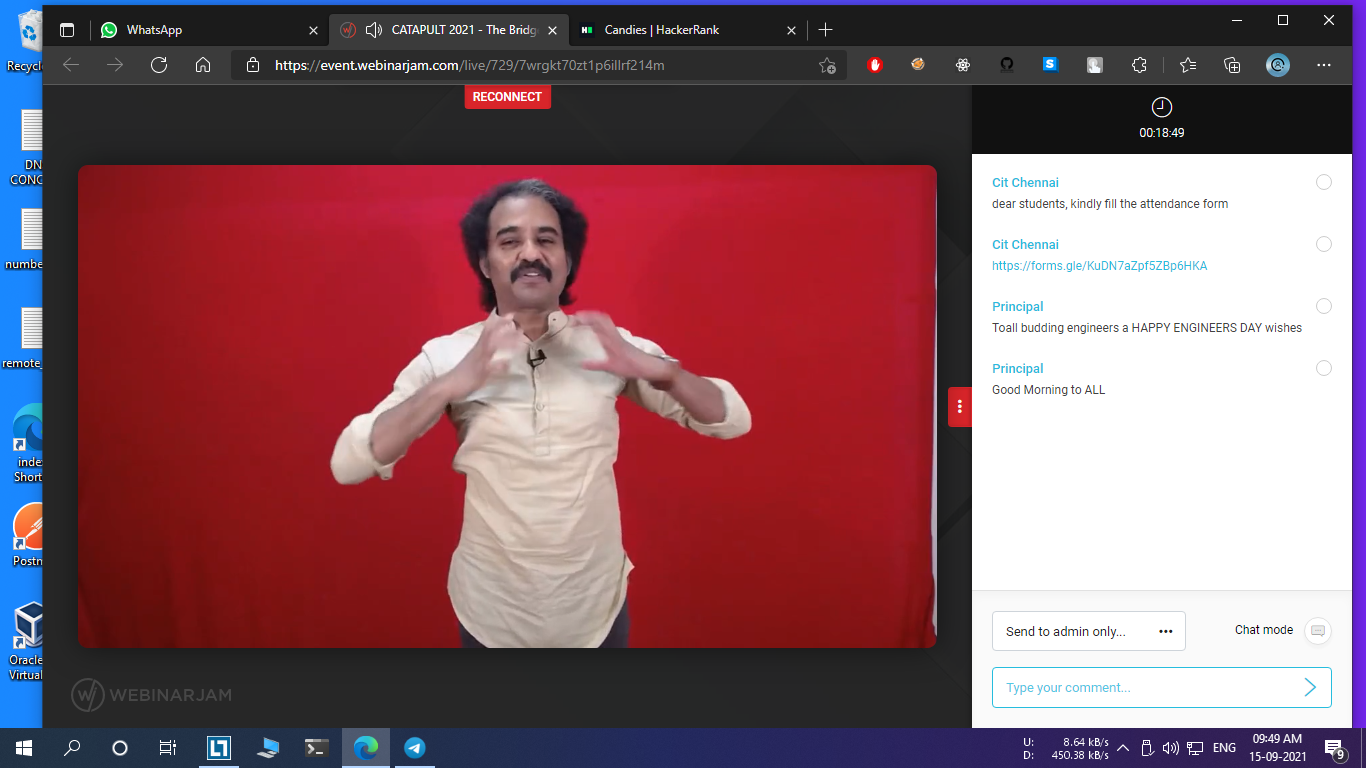 WhatsApp
CATAPULT 2021 - The Bridg
Candies | HackerRank
https://event.webinarjam.com/live/729/7wrgkt70zt1p6illrf214m
RECONNECT
00:18:49
Cit Chennai
dear students, kindly fill the attendance form
Cit Chennai
https://forms.gle/KuDN7aZpf5ZBp6HKA
Principal
Toall budding engineers a HAPPY ENGINEERS DAY wishes
Principal
Good Morning to ALL
Send to admin only...
Chat mode
Type your comment...
WEBINARJAM
Recycl
DN
CONC
numbe
remote_
index
Short
Postn
Oracle
Virtual
U: 8.64 kB/s
D: 450.38 kB/s
ENG
09:49 AM
15-09-2021
9